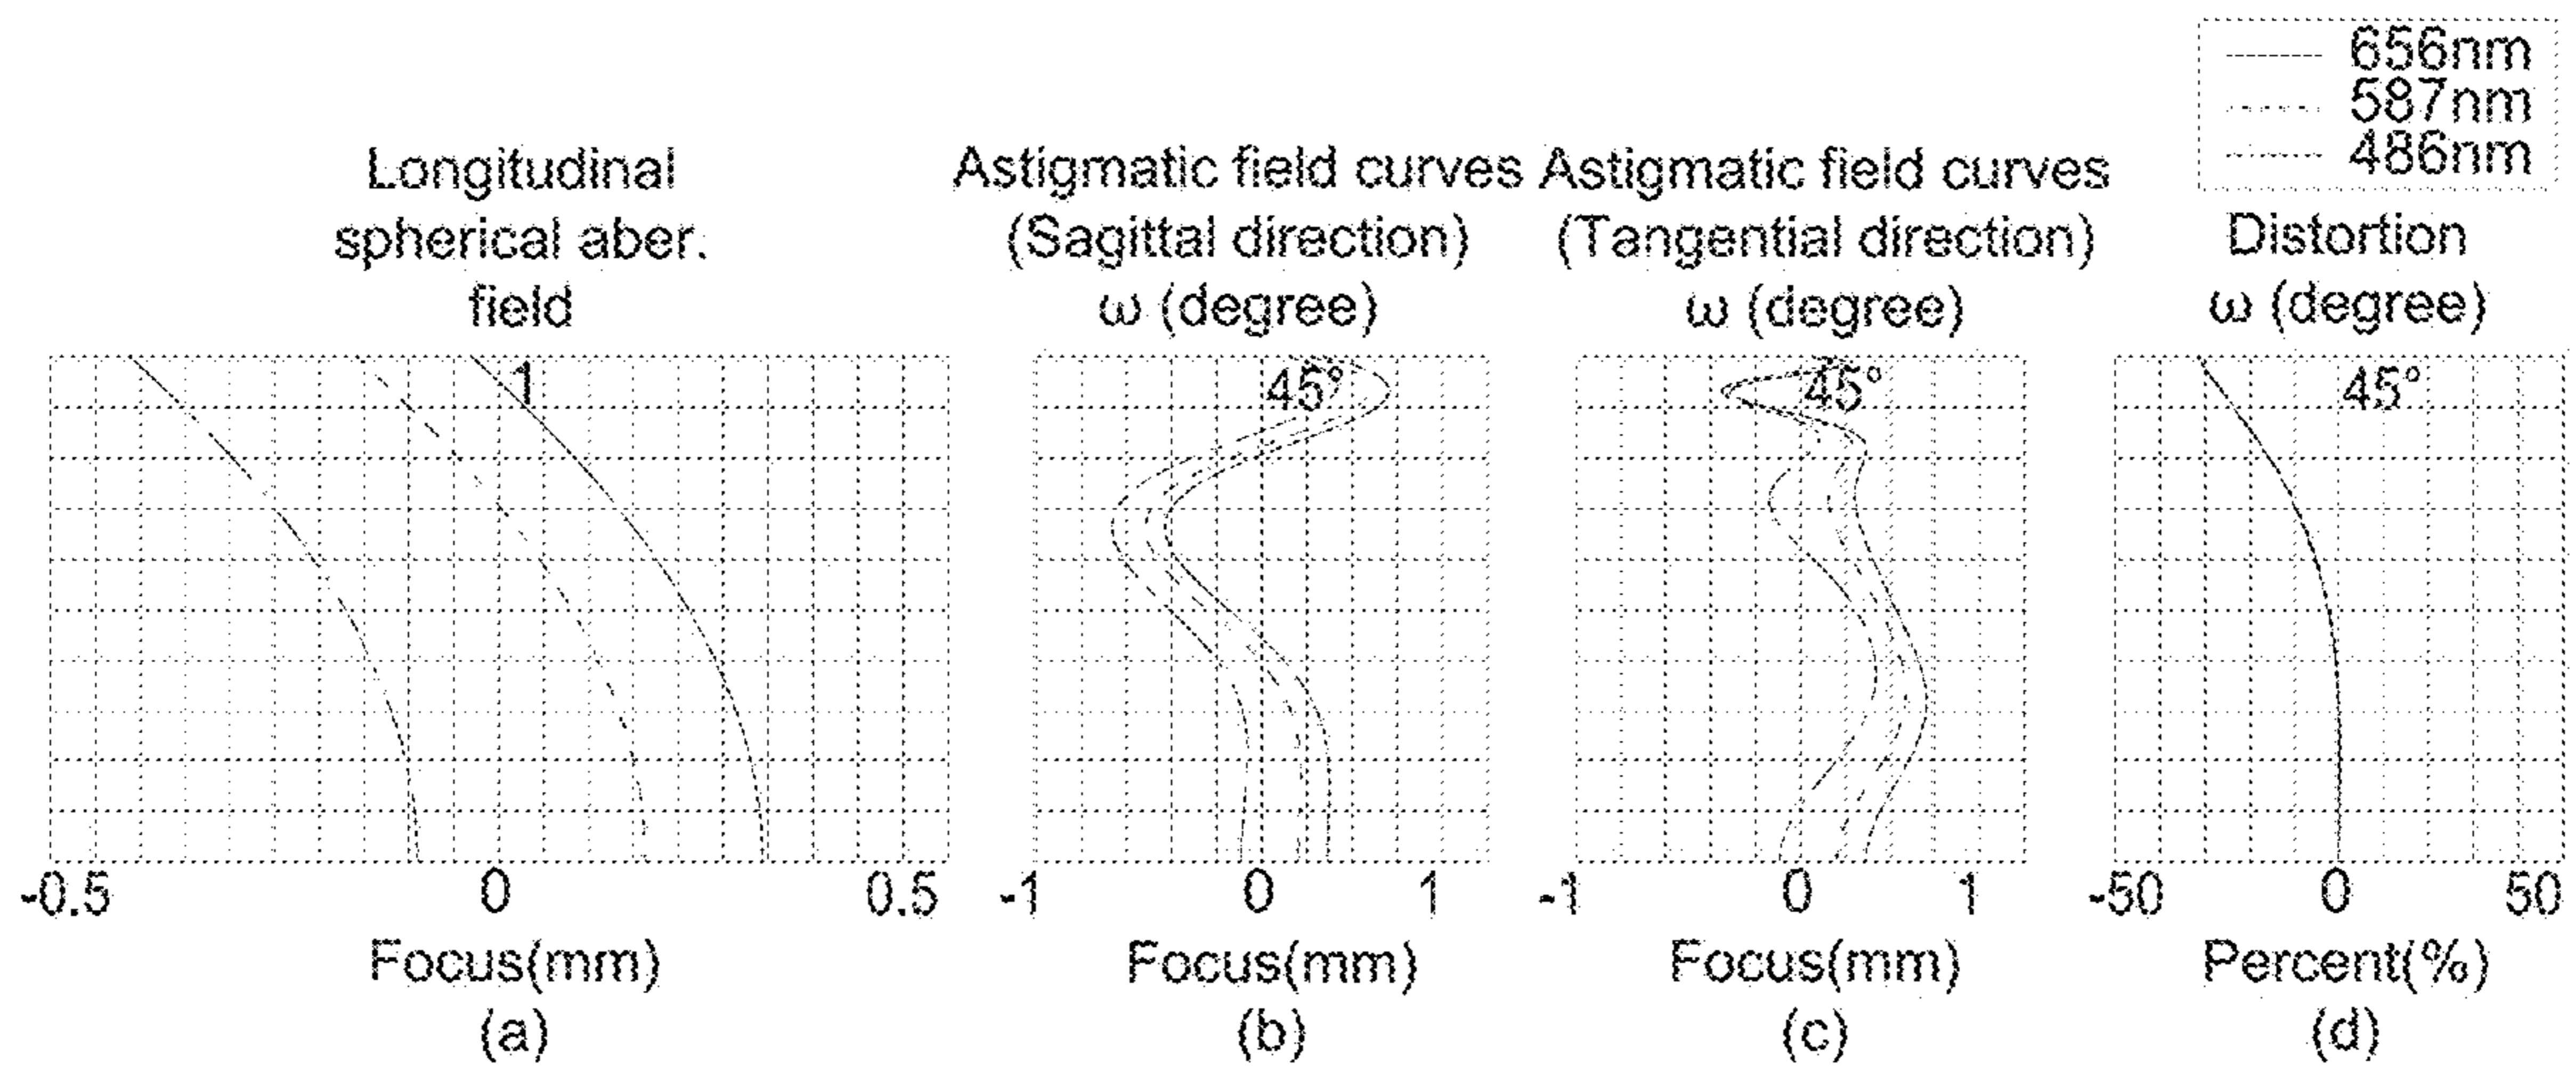 656nm
587nm
486nm
Longitudinal
spherical aber.
field
Astigmatic field curves
(Sagittal direction)
ω (degree)
Astigmatic field curves
(Tangential direction)
ω (degree)
Distortion
ω (degree)
1
45°
45°
45°
-0.5 0 0.5
-1 0 1
-1 0 1
-50 0 50
Focus(mm)
Focus(mm)
Focus(mm)
Percent(%)
(a)
(b)
(c)
(d)